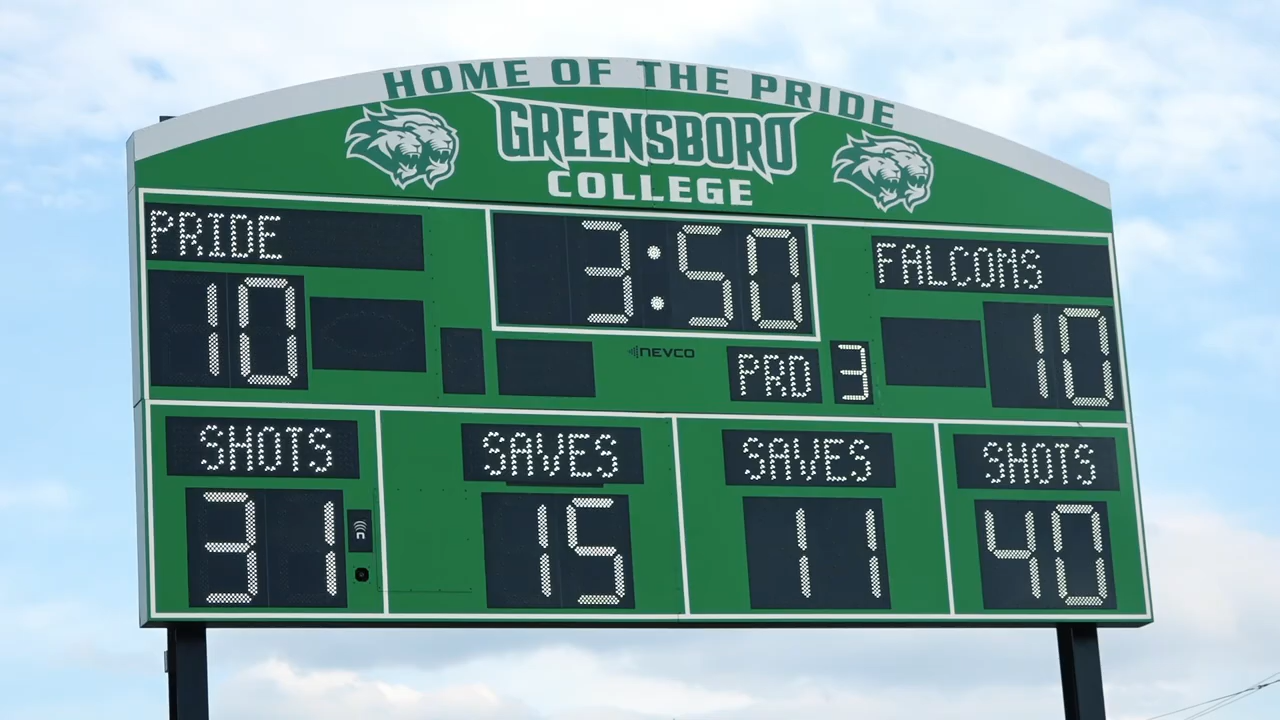 HOME OF THE PRIDE
GREENSBORO
COLLEGE
PRIDE
3:50
FALCONS
10
10
NEVCO
PRD 3
SHOTS
SAVES
SAVES
SHOTS
31
15
11
40